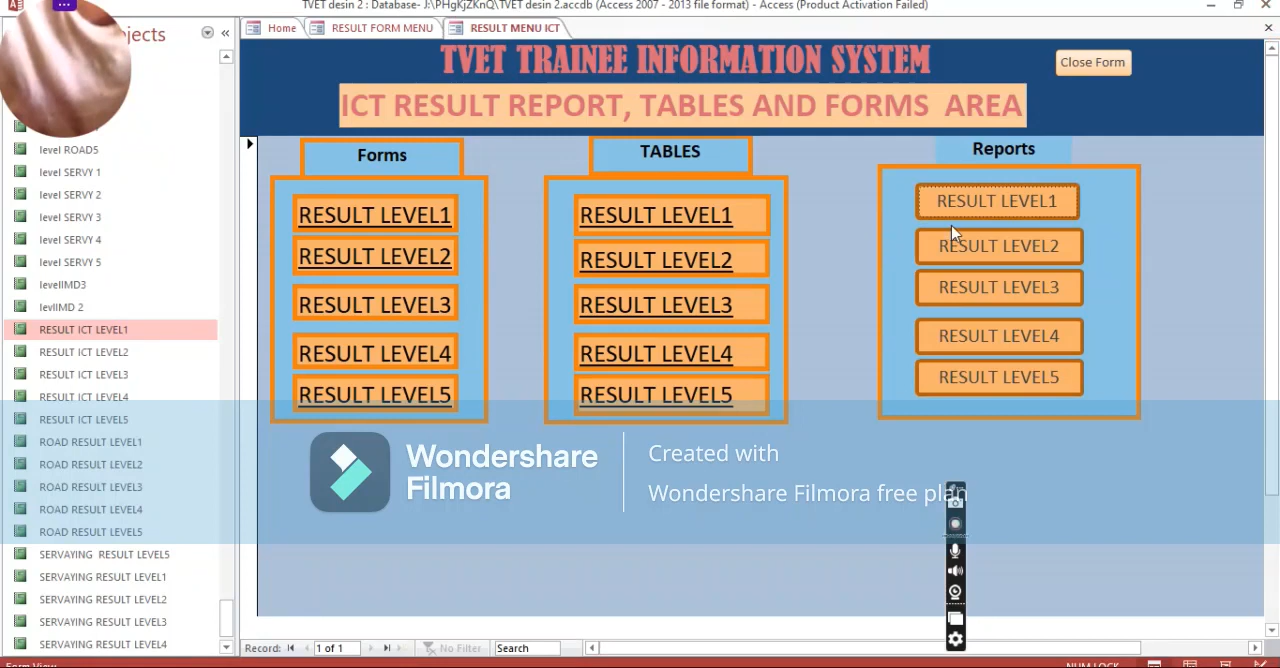 TVET desin 2 : Database- J:\PHgKjZKnQ\TVET desin 2.accdb (Access 2007 - 2013 file format) - Access (Product Activation Failed)
jects
Home
RESULT FORM MENU
RESULT MENU ICT
TVET TRAINEE INFORMATION SYSTEM
Close Form
ICT RESULT REPORT, TABLES AND FORMS AREA
Forms
RESULT LEVEL1
RESULT LEVEL2
RESULT LEVEL3
RESULT LEVEL4
RESULT LEVEL5
TABLES
RESULT LEVEL1
RESULT LEVEL2
RESULT LEVEL3
RESULT LEVEL4
RESULT LEVEL5
Reports
RESULT LEVEL1
RESULT LEVEL2
RESULT LEVEL3
RESULT LEVEL4
RESULT LEVEL5
level ROAD5
level SERVY 1
level SERVY 2
level SERVY 3
level SERVY 4
level SERVY 5
levelIMD3
levlIMD 2
RESULT ICT LEVEL1
RESULT ICT LEVEL2
RESULT ICT LEVEL3
RESULT ICT LEVEL4
RESULT ICT LEVEL5
ROAD RESULT LEVEL1
ROAD RESULT LEVEL2
ROAD RESULT LEVEL3
ROAD RESULT LEVEL4
ROAD RESULT LEVEL5
SERVAYING RESULT LEVEL5
SERVAYING RESULT LEVEL1
SERVAYING RESULT LEVEL2
SERVAYING RESULT LEVEL3
SERVAYING RESULT LEVEL4
Wondershare
Filmora
Created with
Wondershare Filmora free plan
Record: 1 of 1 No Filter Search
Form View
NUM LOCK